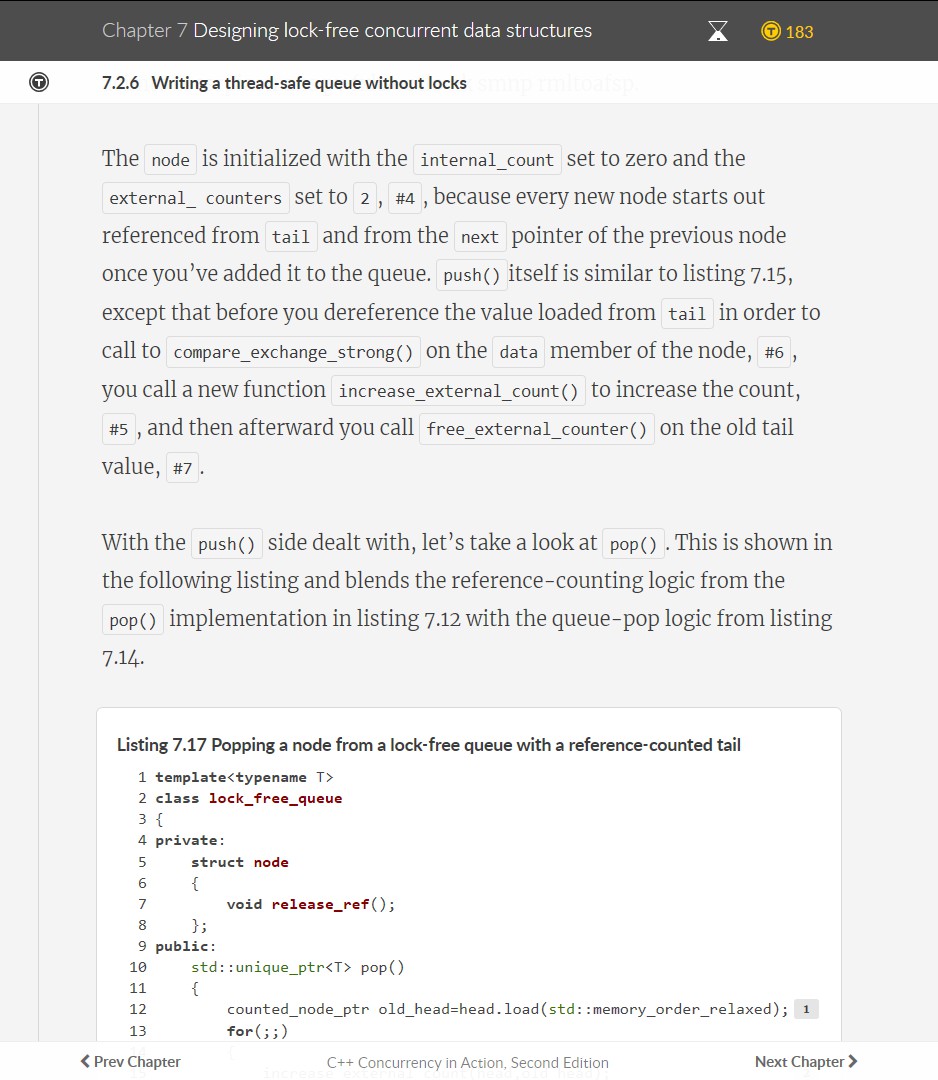 Chapter 7 Designing lock-free concurrent data structures
183
7.2.6 Writing a thread-safe queue without locks
The node is initialized with the internal_count set to zero and the
external_ counters set to 2 , #4 , because every new node starts out
referenced from tail and from the next pointer of the previous node
once you’ve added it to the queue. push() itself is similar to listing 7.15,
except that before you dereference the value loaded from tail in order to
call to compare_exchange_strong() on the data member of the node, #6 ,
you call a new function increase_external_count() to increase the count,
#5 , and then afterward you call free_external_counter() on the old tail
value, #7 .
With the push() side dealt with, let’s take a look at pop() . This is shown in
the following listing and blends the reference-counting logic from the
pop() implementation in listing 7.12 with the queue-pop logic from listing
7.14.
Listing 7.17 Popping a node from a lock-free queue with a reference-counted tail
1 template<typename T>
2 class lock_free_queue
3 {
4 private:
5     struct node
6     {
7         void release_ref();
8     };
9 public:
10     std::unique_ptr<T> pop()
11     {
12         counted_node_ptr old_head=head.load(std::memory_order_relaxed); 1
13         for(;;)
Prev Chapter
C++ Concurrency in Action, Second Edition
Next Chapter